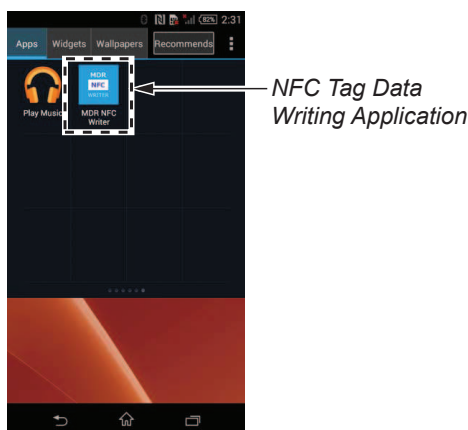 82% 2:31
Apps Widgets Wallpapers Recommends
MDR
NFC
WRITER
Play Music MDR NFC
Writer
NFC Tag Data
Writing Application